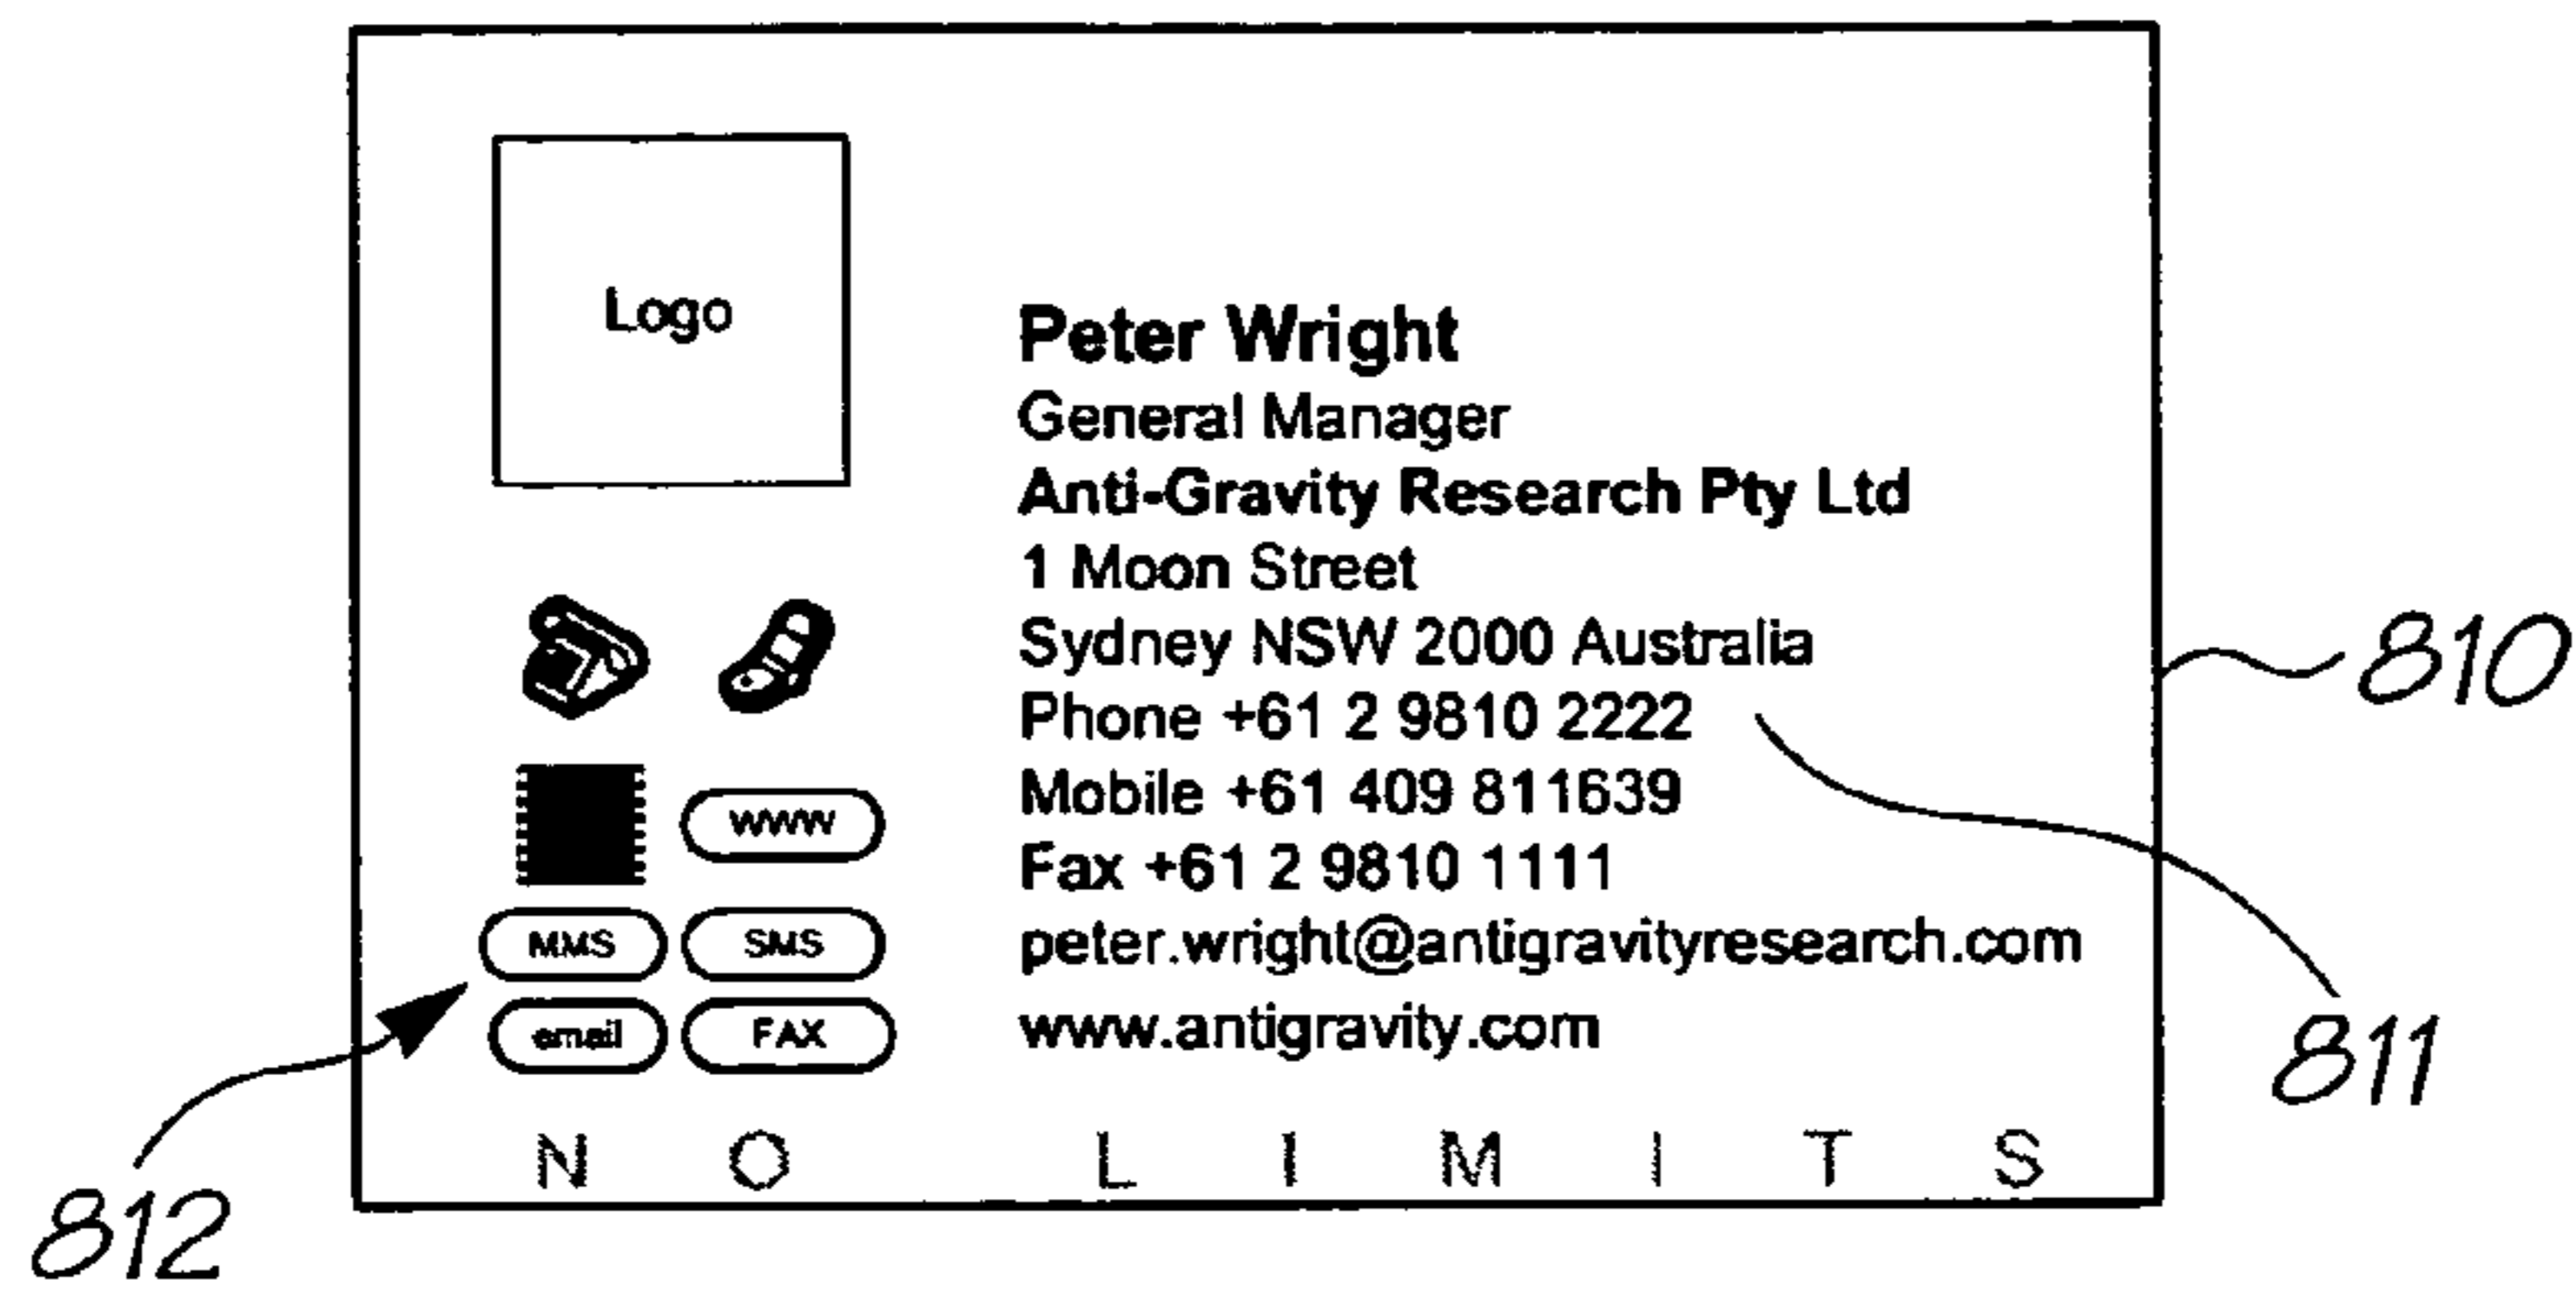 Logo
Peter Wright
General Manager
Anti-Gravity Research Pty Ltd
1 Moon Street
Sydney NSW 2000 Australia
Phone +61 2 9810 2222
Mobile +61 409 811639
Fax +61 2 9810 1111
peter.wright@antigravityresearch.com
www.antigravity.com
WWW
MMS SMS
email FAX
NO LIMITS
810
811
812